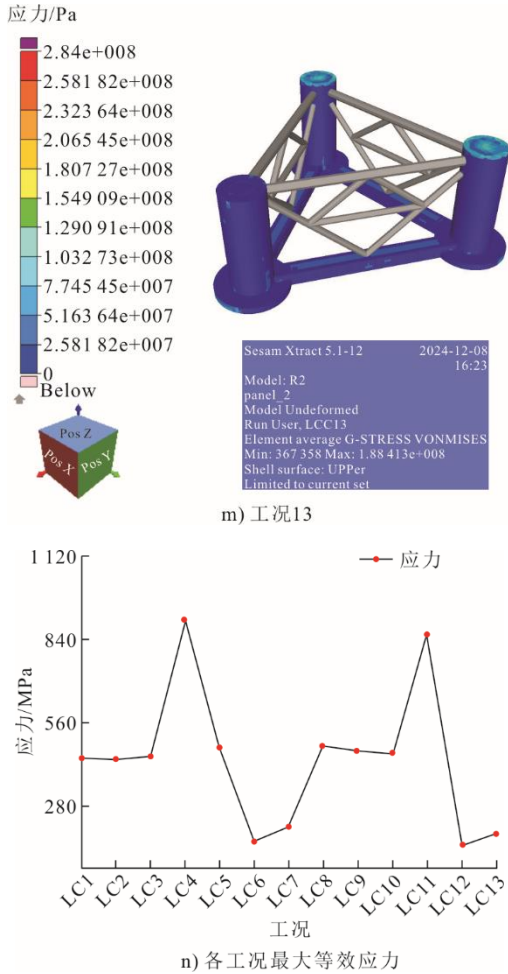 应力/Pa
2.84e+008
2.581 82e+008
2.323 64e+008
2.065 45e+008
1.807 27e+008
1.549 09e+008
1.290 91e+008
1.032 73e+008
7.745 45e+007
5.163 64e+007
2.581 82e+007
0
Below
Pos Z
Pos X
Pos Y
Sesam Xtract 5.1-12 2024-12-08
16:23
Model: R2
panel_2
Model Undeformed
Run User, LCC13
Element average G-STRESS VONMISES
Min: 367 358 Max: 1.88 413e+008
Shell surface: UPPer
Limited to current set
m) 工况13
1 120
应力
840
560
280
应力/MPa
LC1
LC2
LC3
LC4
LC5
LC6
LC7
LC8
LC9
LC10
LC11
LC12
LC13
工况
n) 各工况最大等效应力